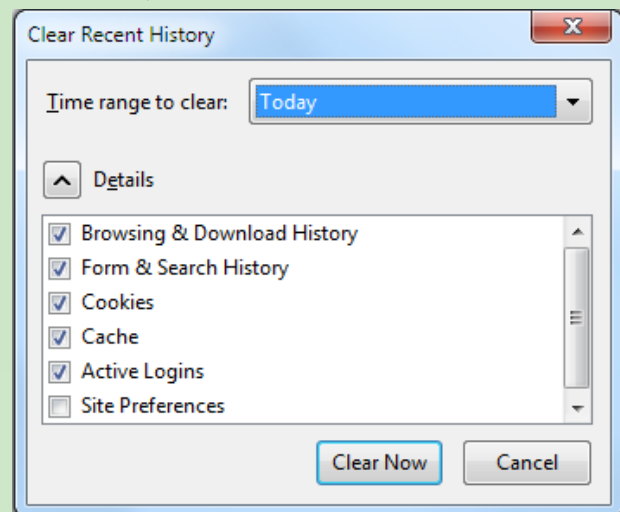 Clear Recent History
Time range to clear: Today
Details
Browsing & Download History
Form & Search History
Cookies
Cache
Active Logins
Site Preferences
Clear Now Cancel